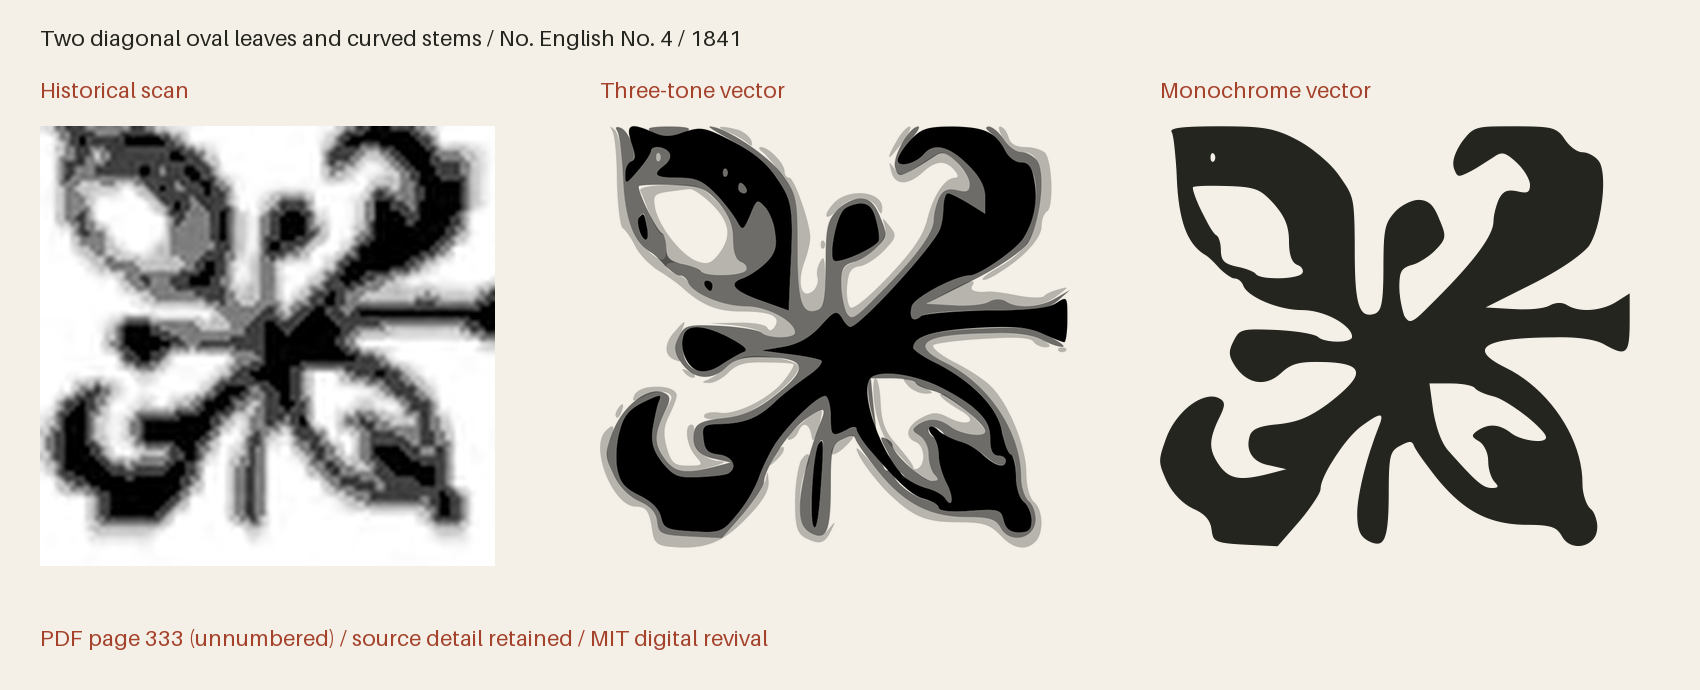 Two diagonal oval leaves and curved stems / No. English No. 4 / 1841
Historical scan
Three-tone vector
Monochrome vector
PDF page 333 (unnumbered) / source detail retained / MIT digital revival